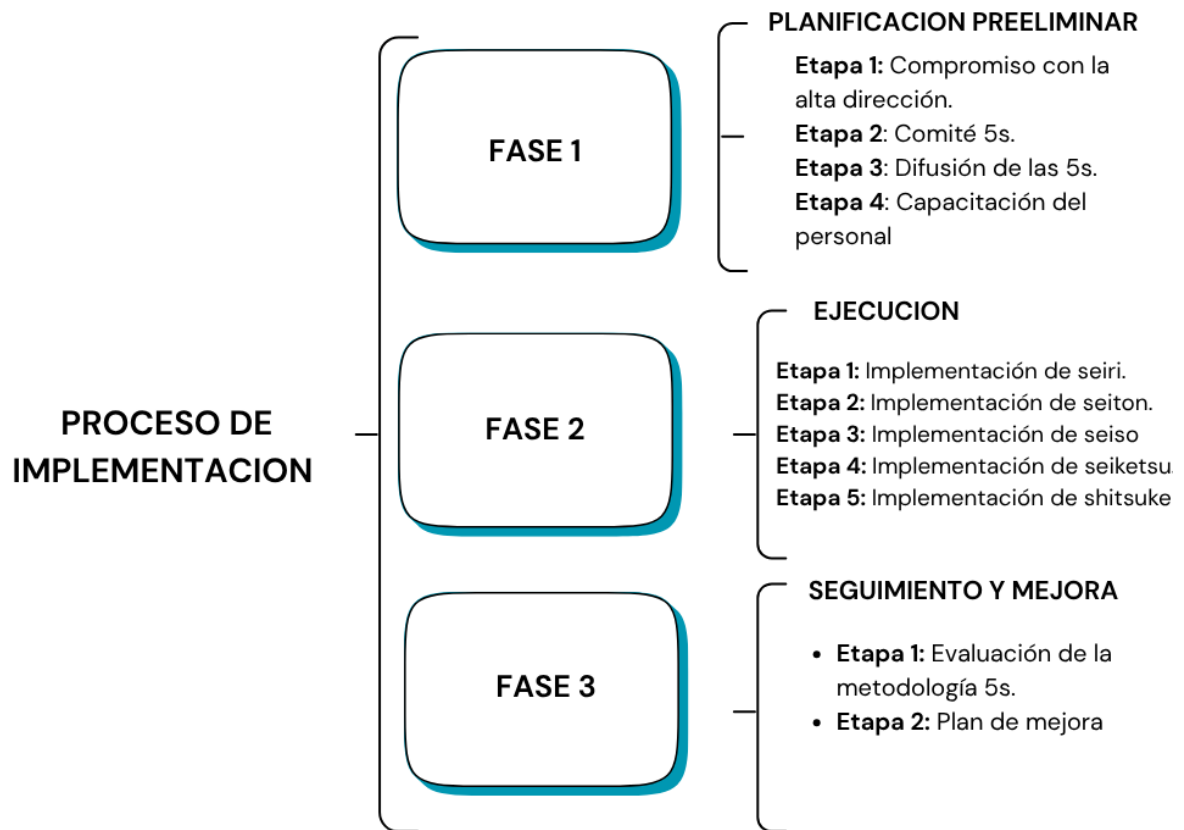 PROCESO DE
IMPLEMENTACION
FASE 1
PLANIFICACION PREELIMINAR
Etapa 1: Compromiso con la
alta dirección.
Etapa 2: Comité 5s.
Etapa 3: Difusión de las 5s.
Etapa 4: Capacitación del
personal
FASE 2
EJECUCION
Etapa 1: Implementación de seiri.
Etapa 2: Implementación de seiton.
Etapa 3: Implementación de seiso
Etapa 4: Implementación de seiketsu.
Etapa 5: Implementación de shitsuke
FASE 3
SEGUIMIENTO Y MEJORA
• Etapa 1: Evaluación de la
metodología 5s.
• Etapa 2: Plan de mejora